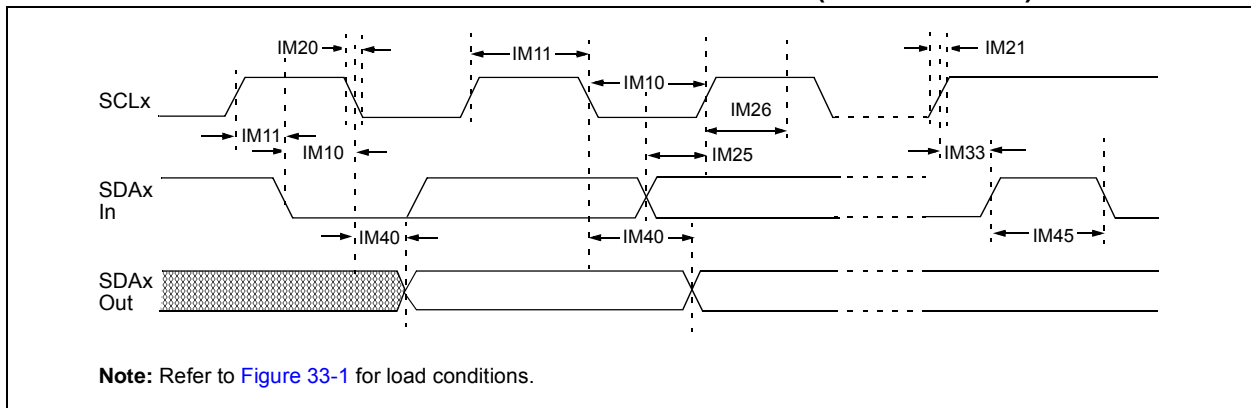 IM20
IM11
IM21
IM10
SCLx
IM26
IM11
IM10
IM25
IM33
SDAx
In
IM40
IM40
IM45
SDAx
Out
Note: Refer to Figure 33-1 for load conditions.